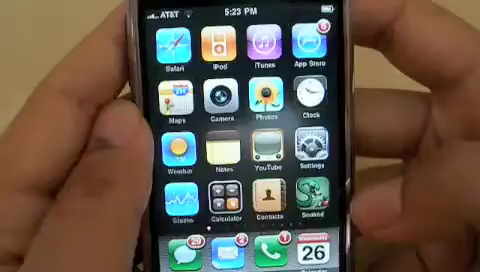 AT&T 5:23 PM
Safari iPod iTunes App Store
Maps Camera Photos Clock
Weather Notes YouTube Settings
Stocks Calculator Contacts Snaked
Wednesday
26
Calendar